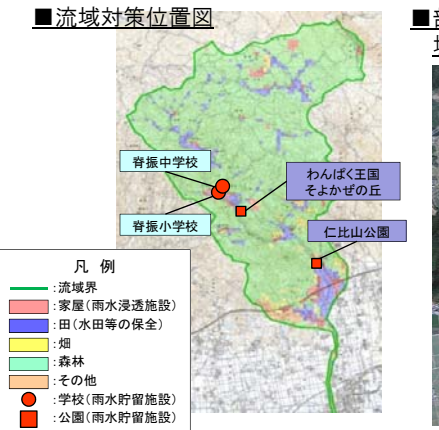 ■流域対策位置図
脊振中学校
わんぱく王国
そよかぜの丘
脊振小学校
仁比山公園
凡 例
:流域界
:家屋(雨水浸透施設)
:田(水田等の保全)
:畑
:森林
:その他
:学校(雨水貯留施設)
:公園(雨水貯留施設)